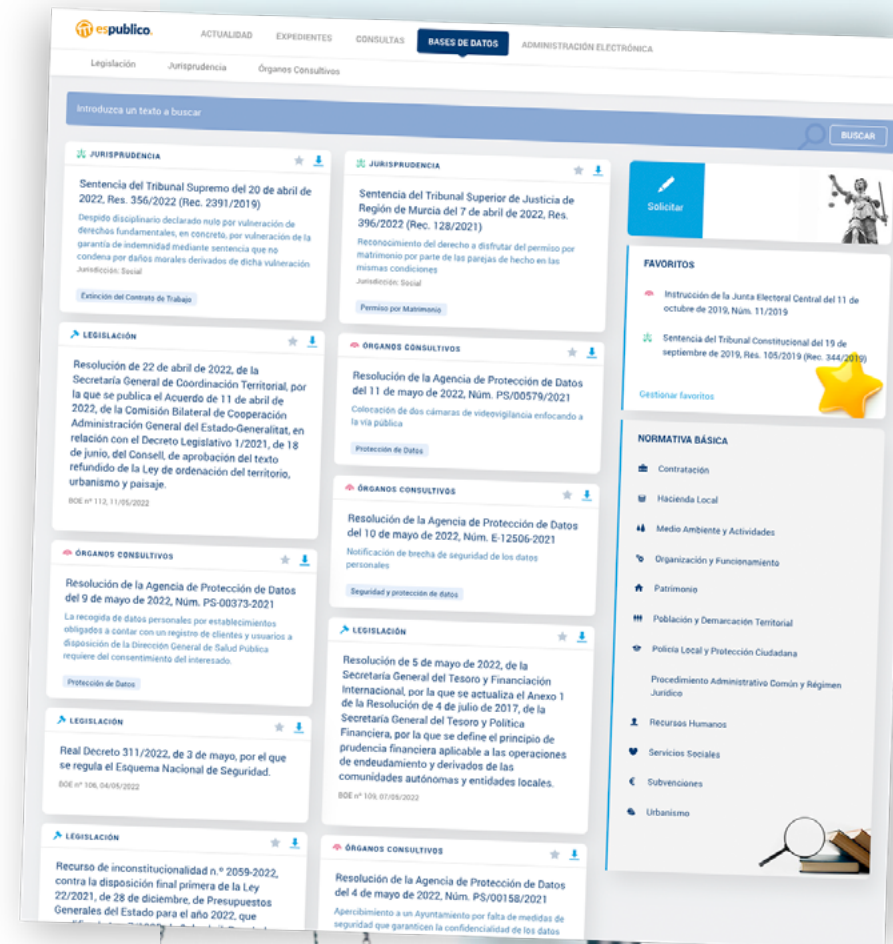 espublico.
ACTUALIDAD
EXPEDIENTES
CONSULTAS
BASES DE DATOS
ADMINISTRACIÓN ELECTRÓNICA
Legislación
Jurisprudencia
Órganos Consultivos
Introduzca un texto a buscar
BUSCAR
JURISPRUDENCIA
Sentencia del Tribunal Supremo del 20 de abril de
2022, Res. 356/2022 (Rec. 2391/2019)
Despido disciplinario declarado nulo por vulneración de
derechos fundamentales, en concreto, por vulneración de la
garantía de indemnidad mediante sentencia que no
condena por daños morales derivados de dicha vulneración
Jurisdicción: Social
Extinción del Contrato de Trabajo
LEGISLACIÓN
Resolución de 22 de abril de 2022, de la
Secretaría General de Coordinación Territorial, por
la que se publica el Acuerdo de 11 de abril de
2022, de la Comisión Bilateral de Cooperación
Administración General del Estado-Generalitat, en
relación con el Decreto Legislativo 1/2021, de 18
de junio, del Consell, de aprobación del texto
refundido de la Ley de ordenación del territorio,
urbanismo y paisaje.
BOE nº 112, 11/05/2022
ÓRGANOS CONSULTIVOS
Resolución de la Agencia de Protección de Datos
del 9 de mayo de 2022, Núm. PS-00373-2021
La recogida de datos personales por establecimientos
obligados a contar con un registro de clientes y usuarios a
disposición de la Dirección General de Salud Pública
requiere del consentimiento del interesado.
Protección de Datos
LEGISLACIÓN
Real Decreto 311/2022, de 3 de mayo, por el que
se regula el Esquema Nacional de Seguridad.
BOE nº 106, 04/05/2022
LEGISLACIÓN
Recurso de inconstitucionalidad n.º 2059-2022,
contra la disposición final primera de la Ley
22/2021, de 28 de diciembre, de Presupuestos
Generales del Estado para el año 2022, que
JURISPRUDENCIA
Sentencia del Tribunal Superior de Justicia de
Región de Murcia del 7 de abril de 2022, Res.
396/2022 (Rec. 128/2021)
Reconocimiento del derecho a disfrutar del permiso por
matrimonio por parte de las parejas de hecho en las
mismas condiciones
Jurisdicción: Social
Permiso por Matrimonio
ÓRGANOS CONSULTIVOS
Resolución de la Agencia de Protección de Datos
del 11 de mayo de 2022, Núm. PS/00579/2021
Colocación de dos cámaras de videovigilancia enfocando a
la vía pública
Protección de Datos
ÓRGANOS CONSULTIVOS
Resolución de la Agencia de Protección de Datos
del 10 de mayo de 2022, Núm. E-12506-2021
Notificación de brecha de seguridad de los datos
personales
Seguridad y protección de datos
LEGISLACIÓN
Resolución de 5 de mayo de 2022, de la
Secretaría General del Tesoro y Financiación
Internacional, por la que se actualiza el Anexo 1
de la Resolución de 4 de julio de 2017, de la
Secretaría General del Tesoro y Política
Financiera, por la que se define el principio de
prudencia financiera aplicable a las operaciones
de endeudamiento y derivados de las
comunidades autónomas y entidades locales.
BOE nº 109, 07/05/2022
ÓRGANOS CONSULTIVOS
Resolución de la Agencia de Protección de Datos
del 4 de mayo de 2022, Núm. PS/00158/2021
Apercibimiento a un Ayuntamiento por falta de medidas de
seguridad que garanticen la confidencialidad de los datos
Solicitar
FAVORITOS
Instrucción de la Junta Electoral Central del 11 de
octubre de 2019, Núm. 11/2019
Sentencia del Tribunal Constitucional del 19 de
septiembre de 2019, Res. 105/2019 (Rec. 344/2019)
Gestionar favoritos
NORMATIVA BÁSICA
Contratación
Hacienda Local
Medio Ambiente y Actividades
Organización y Funcionamiento
Patrimonio
Población y Demarcación Territorial
Policía Local y Protección Ciudadana
Procedimiento Administrativo Común y Régimen
Jurídico
Recursos Humanos
Servicios Sociales
Subvenciones
Urbanismo